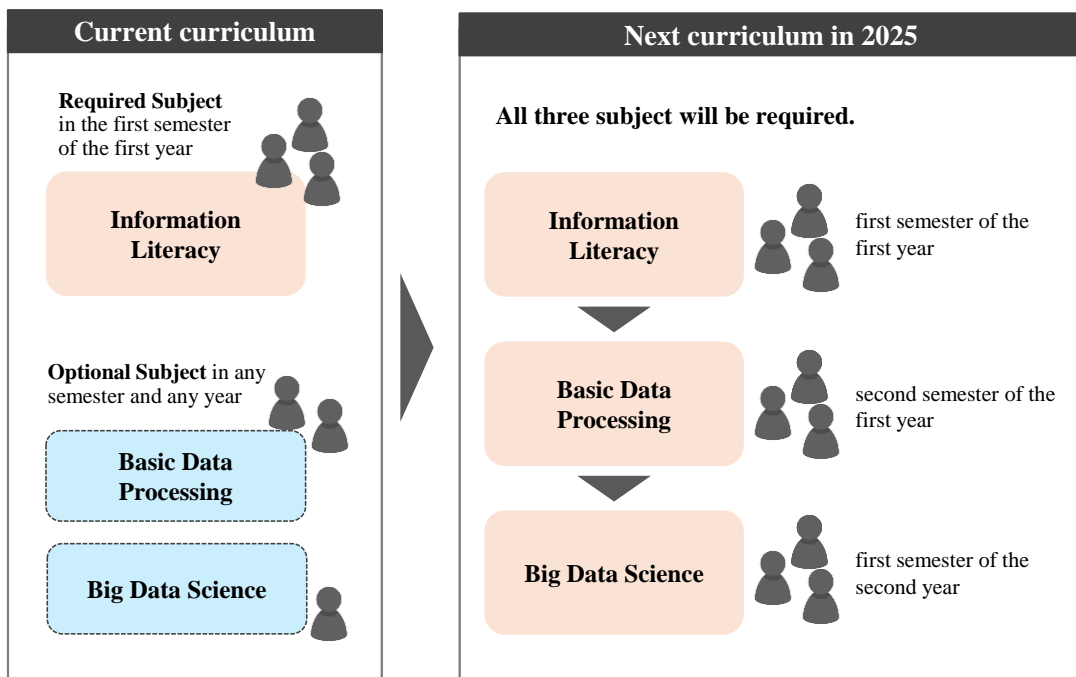 Current curriculum
Required Subject
in the first semester
of the first year
Information
Literacy
Optional Subject in any
semester and any year
Basic Data
Processing
Big Data Science
Next curriculum in 2025
All three subject will be required.
Information
Literacy
first semester of the
first year
Basic Data
Processing
second semester of the
first year
Big Data Science
first semester of the
second year